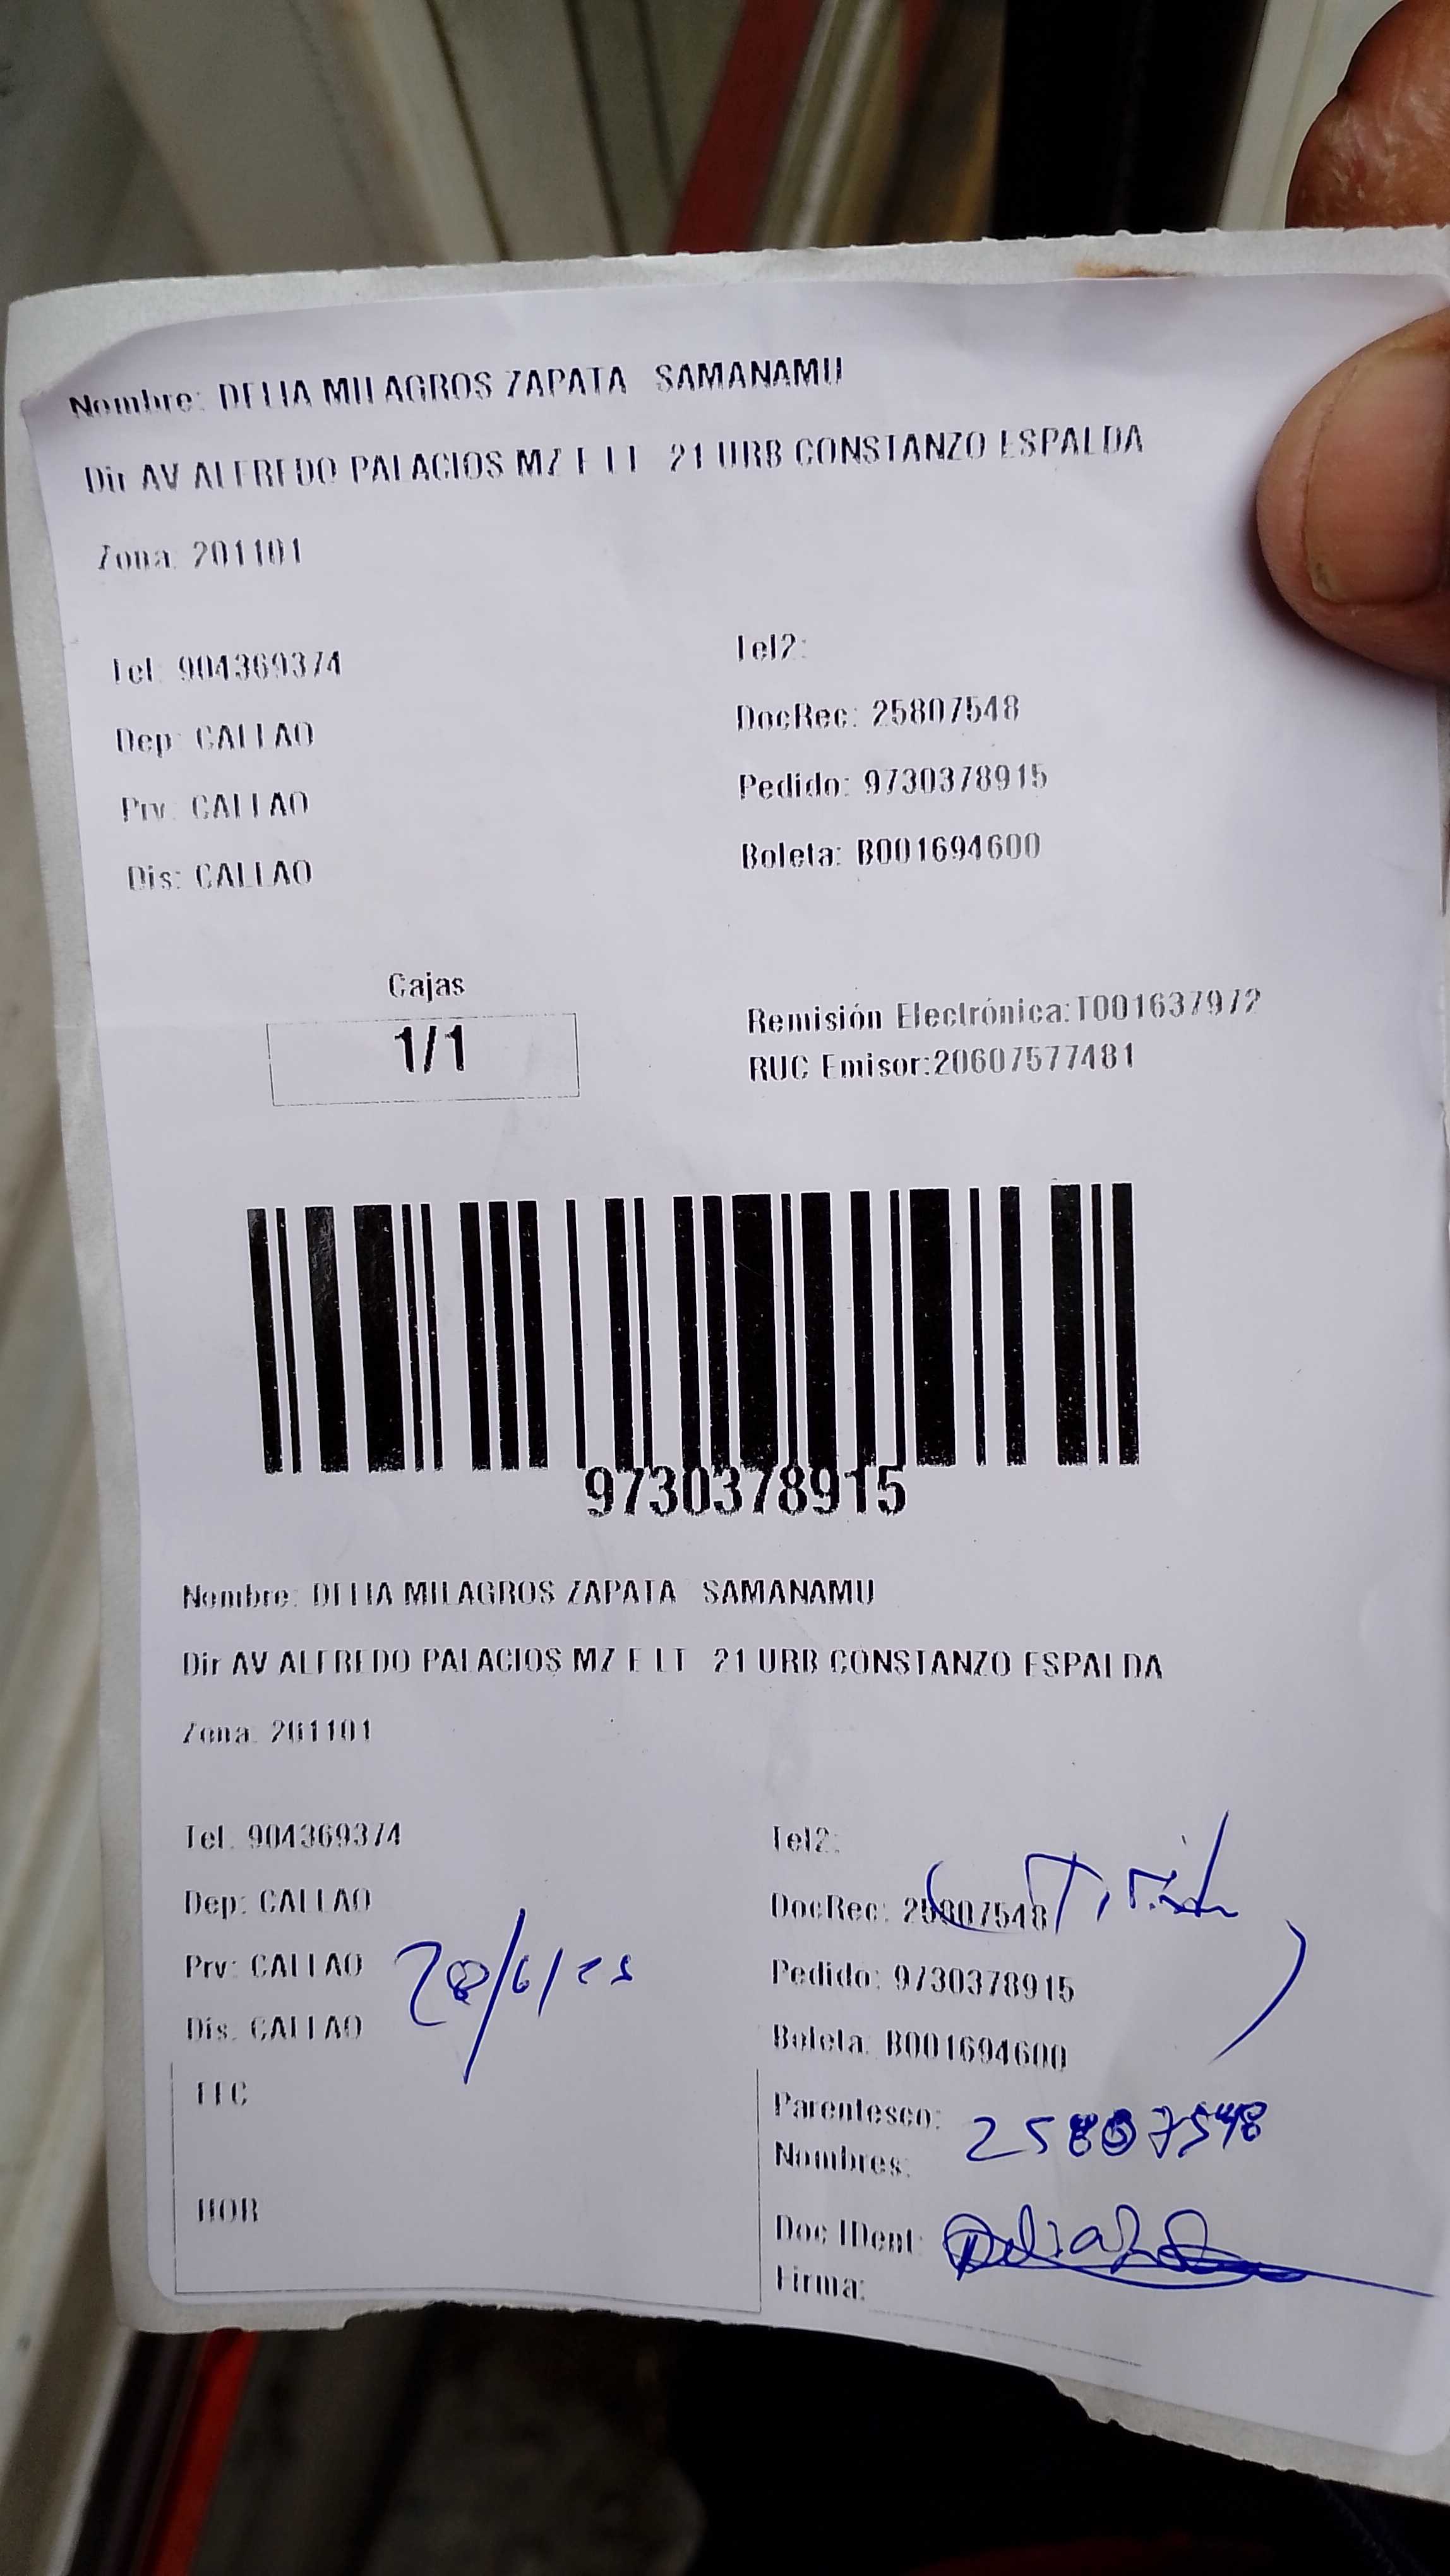 Nombre: DELIA MILAGROS ZAPATA SAMANAMU
Dir AV ALFREDO PALACIOS MZ E LT 21 URB CONSTANZO ESPALDA
Zona: 201101
Tel: 904369374
Tel2:
Dep: CALLAO
DocRec: 25807548
Prv: CALLAO
Pedido: 9730378915
Dis: CALLAO
Boleta: B001694600
Cajas
1/1
Remisión Electrónica:T001637972
RUC Emisor:20607577481
9730378915
Nombre: DELIA MILAGROS ZAPATA SAMANAMU
Dir AV ALFREDO PALACIOS MZ E LT 21 URB CONSTANZO ESPALDA
Zona: 201101
Tel: 904369374
Tel2:
Dep: CALLAO
DocRec: 25807548
Prv: CALLAO
28/6/25
Pedido: 9730378915
Dis: CALLAO
Boleta: B001694600
FEC
Parentesco:
25807548
Nombres:
HOR
Doc IDent:
Firma: